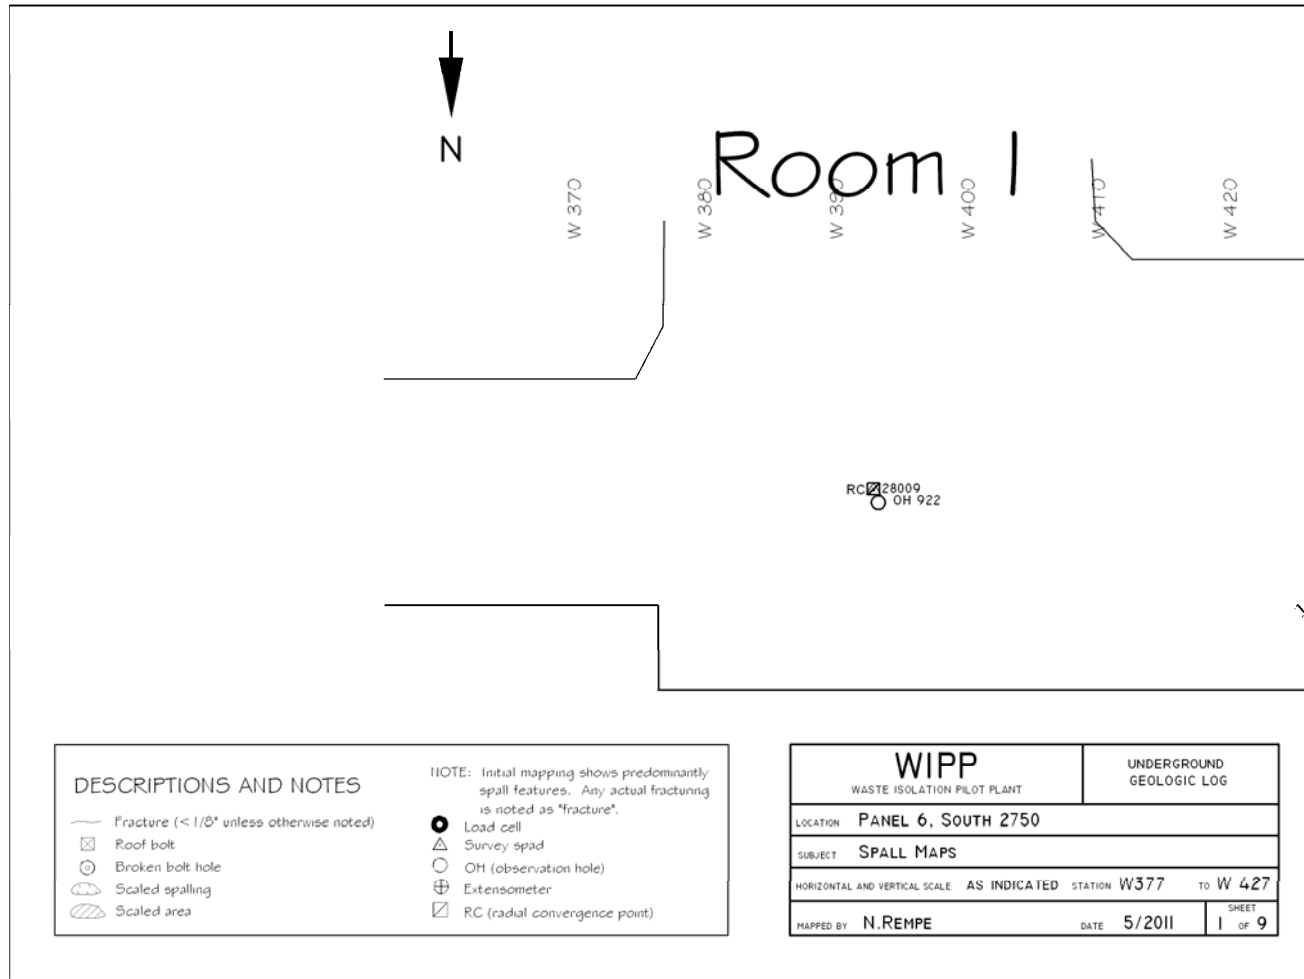 N
Room 1
W 370
W 380
W 390
W 400
W 410
W 420
RC 28009
OH 922
DESCRIPTIONS AND NOTES
Fracture (<1/8" unless otherwise noted)
Roof bolt
Broken bolt hole
Scaled spalling
Scaled area
NOTE: Initial mapping shows predominantly
spall features. Any actual fracturing
is noted as "fracture".
Load cell
Survey spad
OH (observation hole)
Extensometer
RC (radial convergence point)
WIPP
WASTE ISOLATION PILOT PLANT
UNDERGROUND
GEOLOGIC LOG
LOCATION PANEL 6, SOUTH 2750
SUBJECT SPALL MAPS
HORIZONTAL AND VERTICAL SCALE AS INDICATED STATION W377 TO W 427
MAPPED BY N.REMPE DATE 5/2011
SHEET
1 OF 9